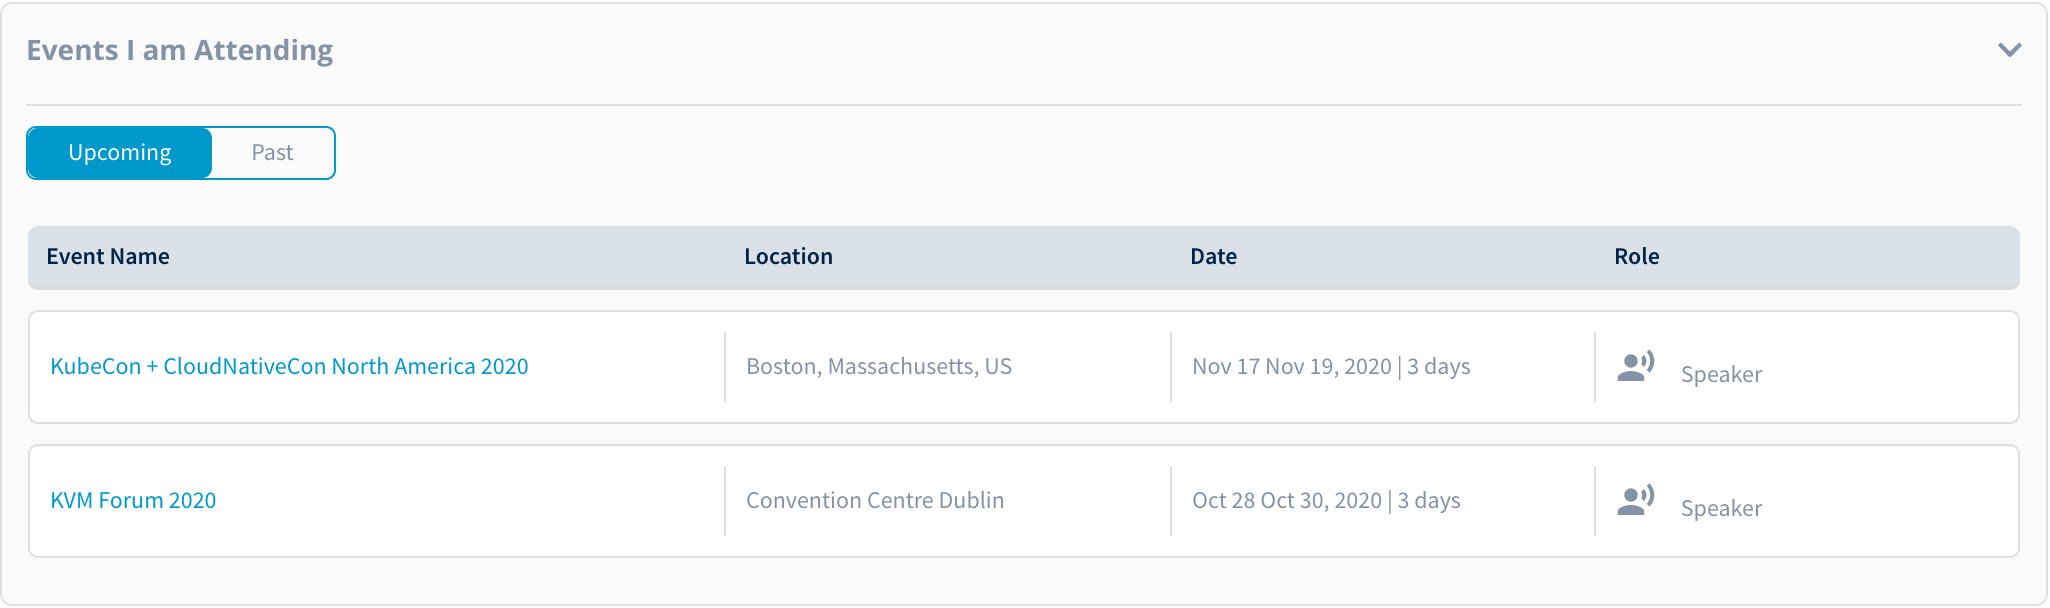 Events I am Attending
Upcoming Past
Event Name Location Date Role
KubeCon + CloudNativeCon North America 2020 Boston, Massachusetts, US Nov 17 Nov 19, 2020 | 3 days Speaker
KVM Forum 2020 Convention Centre Dublin Oct 28 Oct 30, 2020 | 3 days Speaker